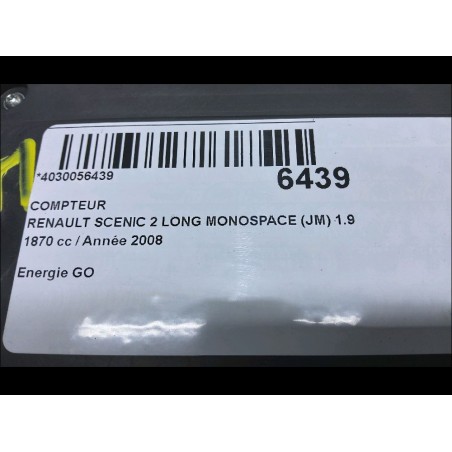 *4030056439
6439
COMPTEUR
RENAULT SCENIC 2 LONG MONOSPACE (JM) 1.9
1870 cc / Année 2008
Energie GO